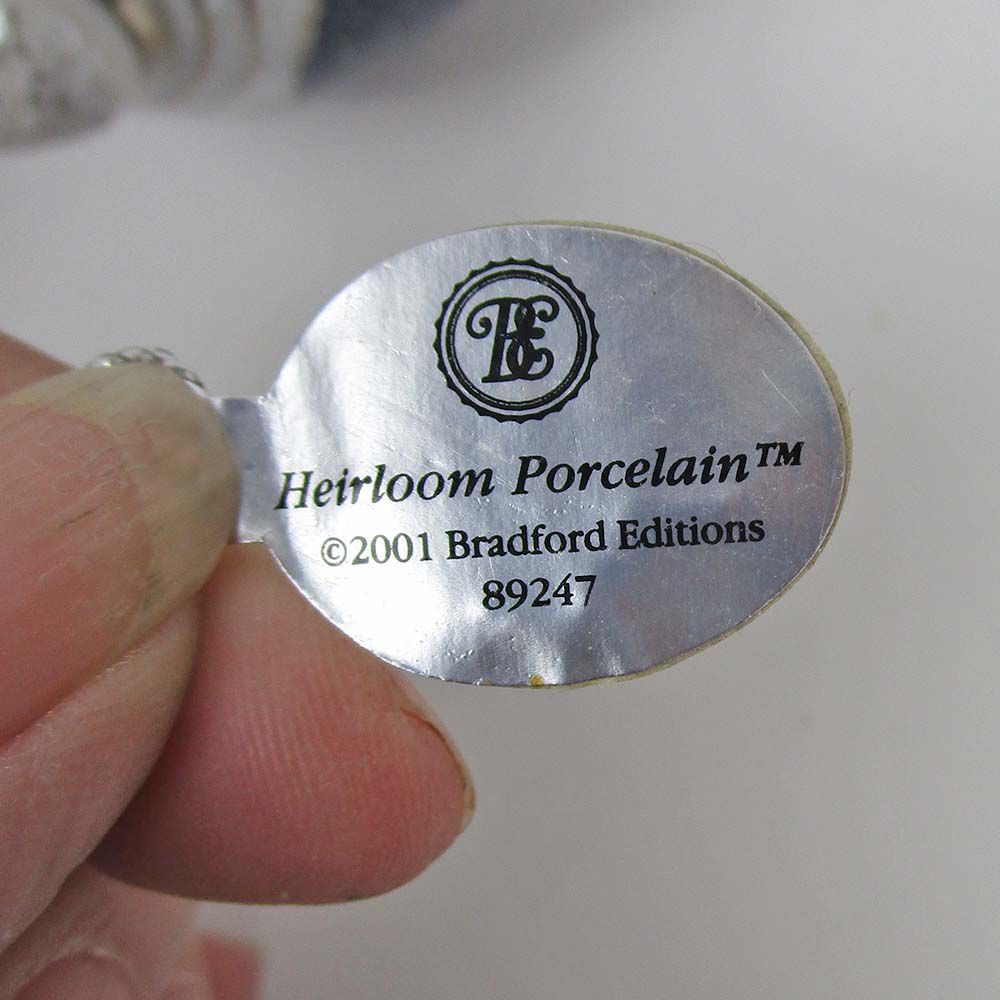 BE
Heirloom Porcelain™
©2001 Bradford Editions
89247